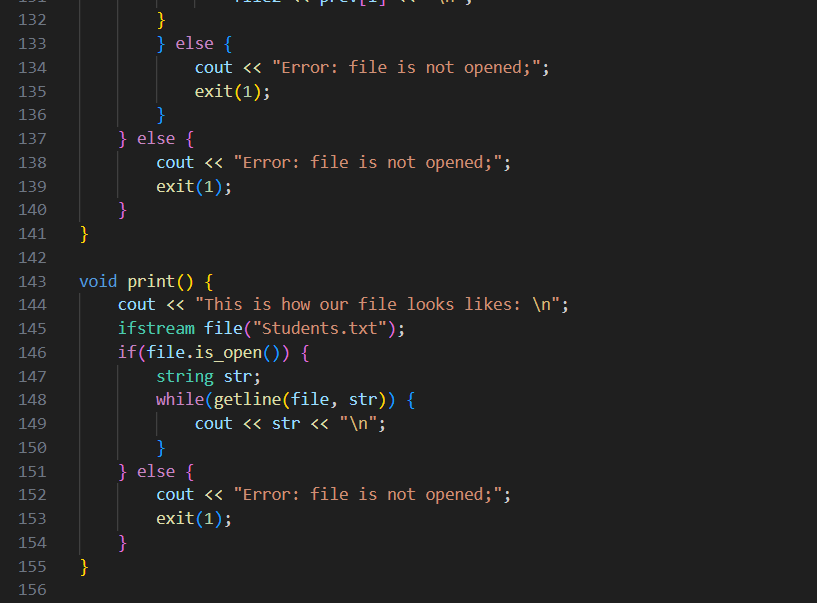 132 }
133 } else {
134 cout << "Error: file is not opened;";
135 exit(1);
136 }
137 } else {
138 cout << "Error: file is not opened;";
139 exit(1);
140 }
141 }
142
143 void print() {
144 cout << "This is how our file looks likes: \n";
145 ifstream file("Students.txt");
146 if(file.is_open()) {
147 string str;
148 while(getline(file, str)) {
149 cout << str << "\n";
150 }
151 } else {
152 cout << "Error: file is not opened;";
153 exit(1);
154 }
155 }
156